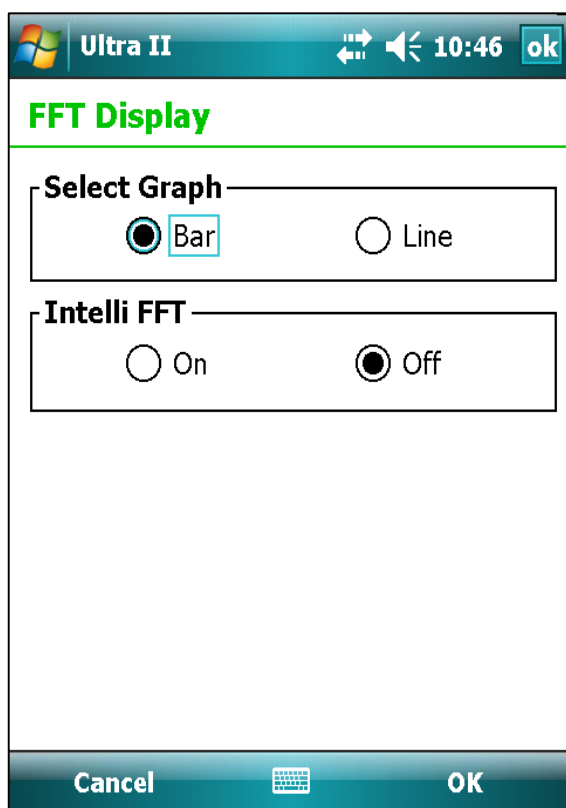 Ultra II 10:46 ok
FFT Display
Select Graph
Bar Line
Intelli FFT
On Off
Cancel OK